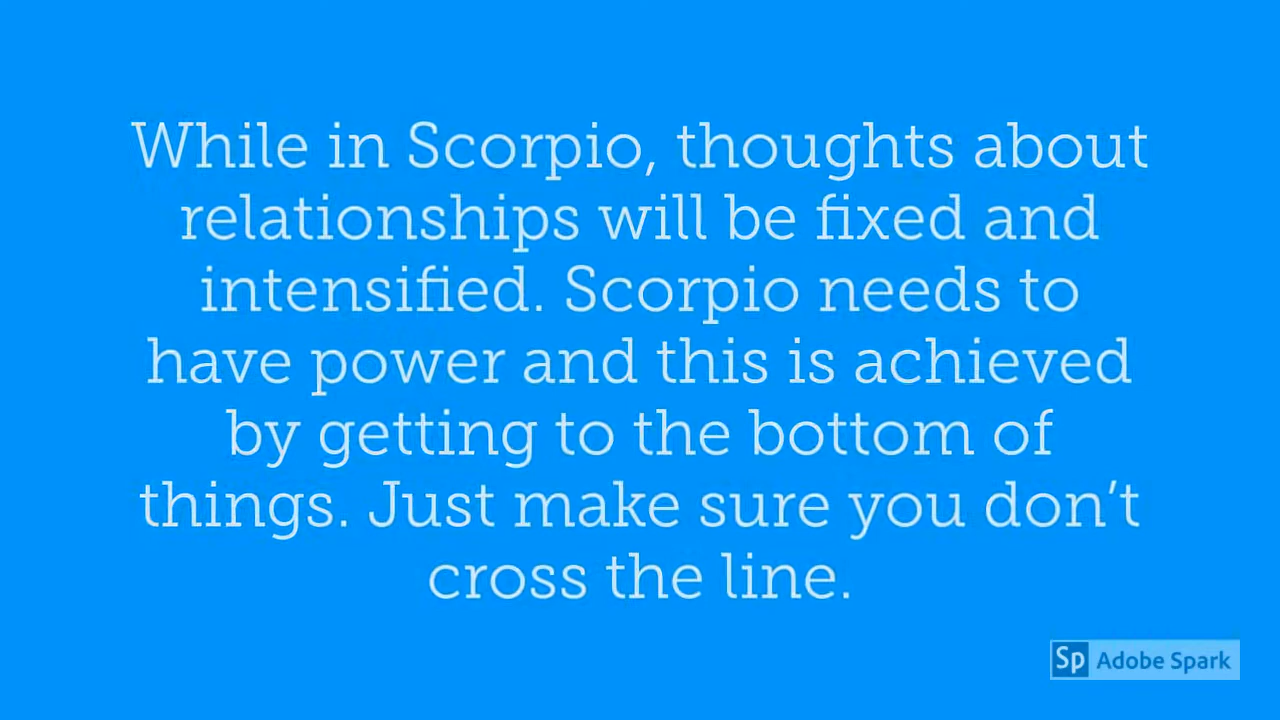 While in Scorpio, thoughts about
relationships will be fixed and
intensified. Scorpio needs to
have power and this is achieved
by getting to the bottom of
things. Just make sure you don’t
cross the line.
Sp Adobe Spark